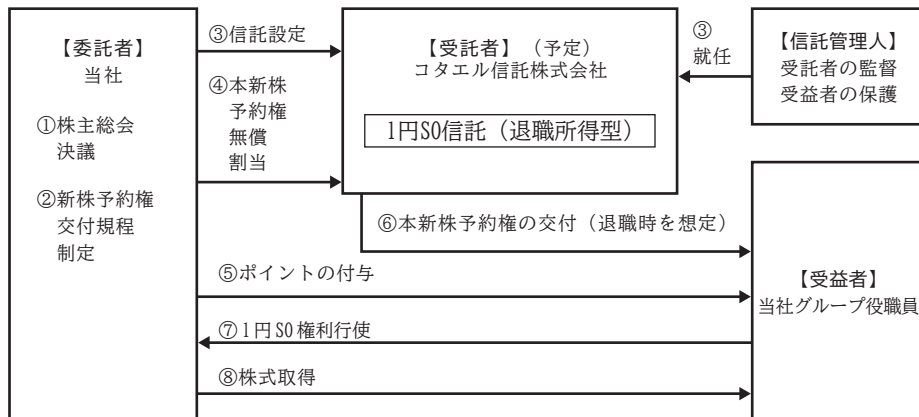 【委託者】
当社
①株主総会
決議
②新株予約権
交付規程
制定
③信託設定
④本新株
予約権
無償
割当
【受託者】（予定）
コタエル信託株式会社
1円SO信託（退職所得型）
③
就任
【信託管理人】
受託者の監督
受益者の保護
⑥本新株予約権の交付（退職時を想定）
⑤ポイントの付与
⑦1円SO権利行使
⑧株式取得
【受益者】
当社グループ役職員